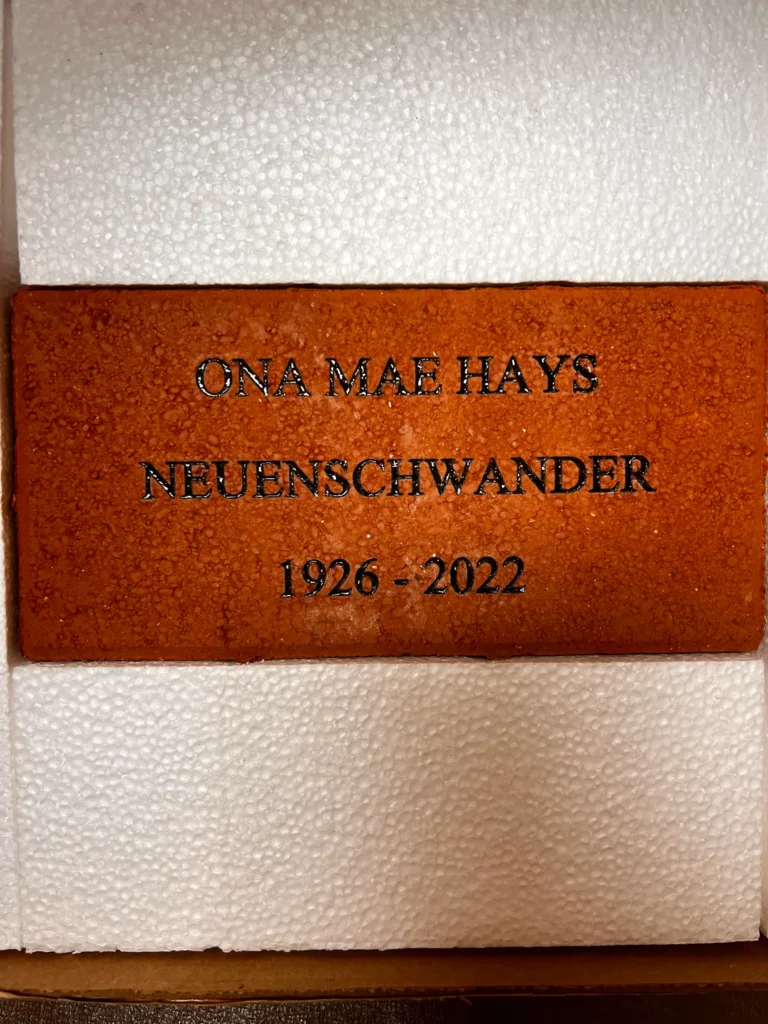 ONA MAE HAYS
NEUENSCHWANDER
1926 - 2022